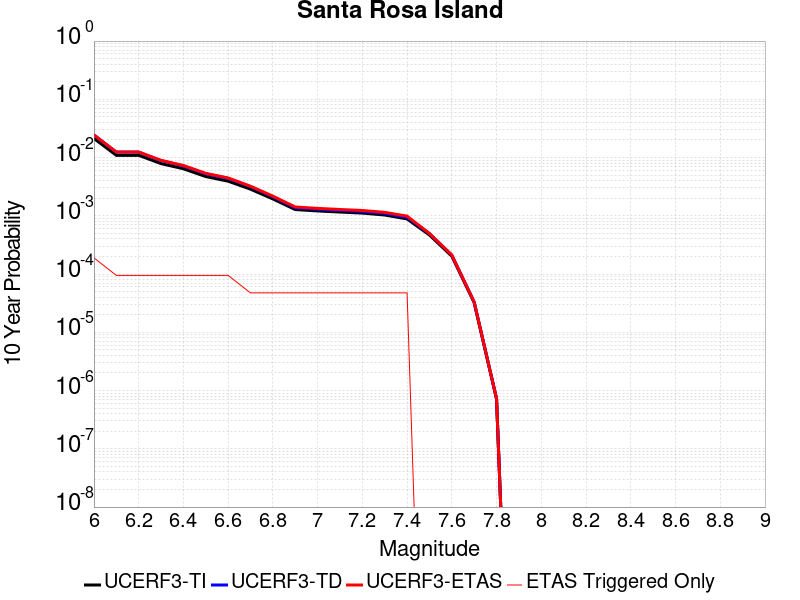 Santa Rosa Island
10 Year Probability
10^0
10^-1
10^-2
10^-3
10^-4
10^-5
10^-6
10^-7
10^-8
6 6.2 6.4 6.6 6.8 7 7.2 7.4 7.6 7.8 8 8.2 8.4 8.6 8.8 9
Magnitude
UCERF3-TI UCERF3-TD UCERF3-ETAS ETAS Triggered Only